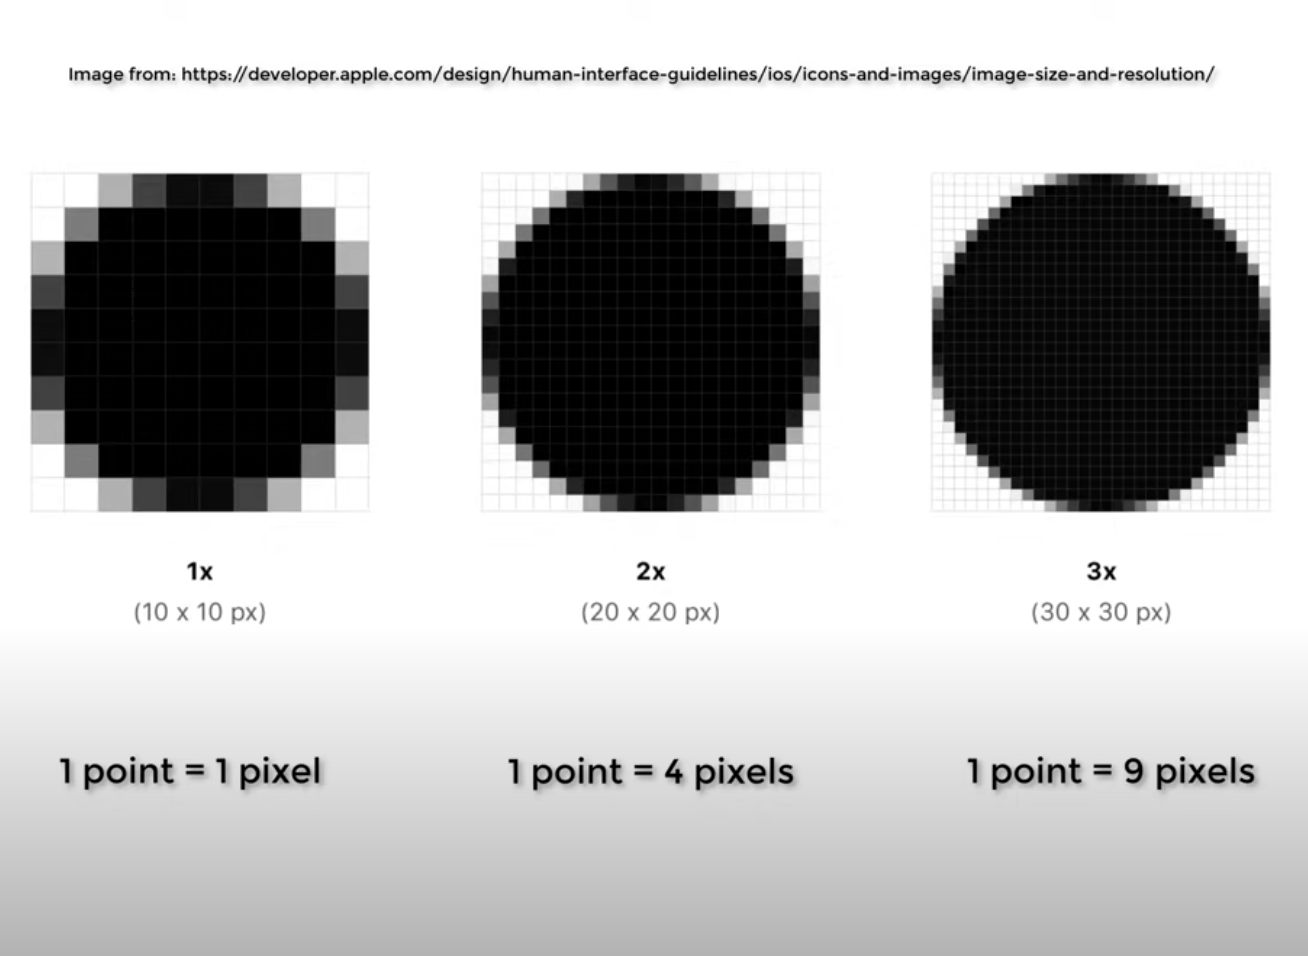 Image from: https://developer.apple.com/design/human-interface-guidelines/ios/icons-and-images/image-size-and-resolution/
1x
2x
3x
(10 x 10 px)
(20 x 20 px)
(30 x 30 px)
1 point = 1 pixel
1 point = 4 pixels
1 point = 9 pixels